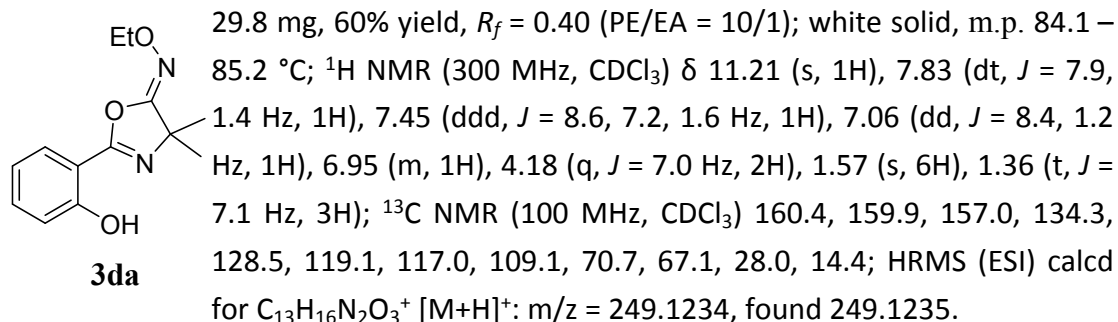 29.8 mg, 60% yield, Rf = 0.40 (PE/EA = 10/1); white solid, m.p. 84.1 –
85.2 °C; ¹H NMR (300 MHz, CDCl₃) δ 11.21 (s, 1H), 7.83 (dt, J = 7.9,
1.4 Hz, 1H), 7.45 (ddd, J = 8.6, 7.2, 1.6 Hz, 1H), 7.06 (dd, J = 8.4, 1.2
Hz, 1H), 6.95 (m, 1H), 4.18 (q, J = 7.0 Hz, 2H), 1.57 (s, 6H), 1.36 (t, J =
7.1 Hz, 3H); ¹³C NMR (100 MHz, CDCl₃) 160.4, 159.9, 157.0, 134.3,
128.5, 119.1, 117.0, 109.1, 70.7, 67.1, 28.0, 14.4; HRMS (ESI) calcd
for C₁₃H₁₆N₂O₃⁺ [M+H]⁺: m/z = 249.1234, found 249.1235.
EtO
N
O
N
OH
3da